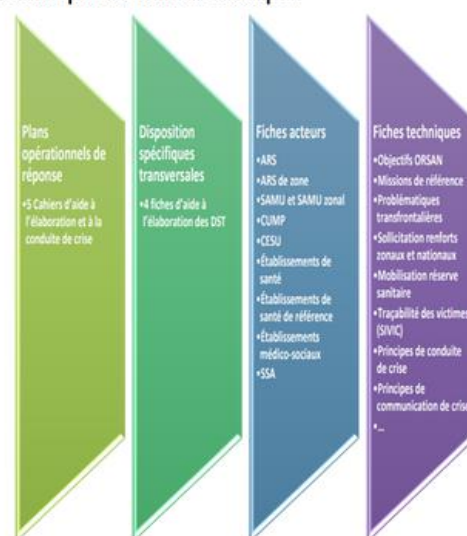 Plans
opérationnels de
réponse
•5 Cahiers d'aide à
l'élaboration et à la
conduite de crise
Disposition
spécifiques
transversales
•4 fiches d'aide à
l'élaboration des DST
Fiches acteurs
•ARS
•ARS de zone
•SAMU et SAMU zonal
•CUMP
•CESU
•Établissements de
santé
•Établissements de
santé de référence
•Établissements
médico-sociaux
•SSA
Fiches techniques
•Objectifs ORSAN
•Missions de référence
•Problématiques
transfrontalières
•Sollicitation renforts
zonaux et nationaux
•Mobilisation réserve
sanitaire
•Traçabilité des victimes
(SIVIC)
•Principes de conduite
de crise
•Principes de
communication de crise
•...